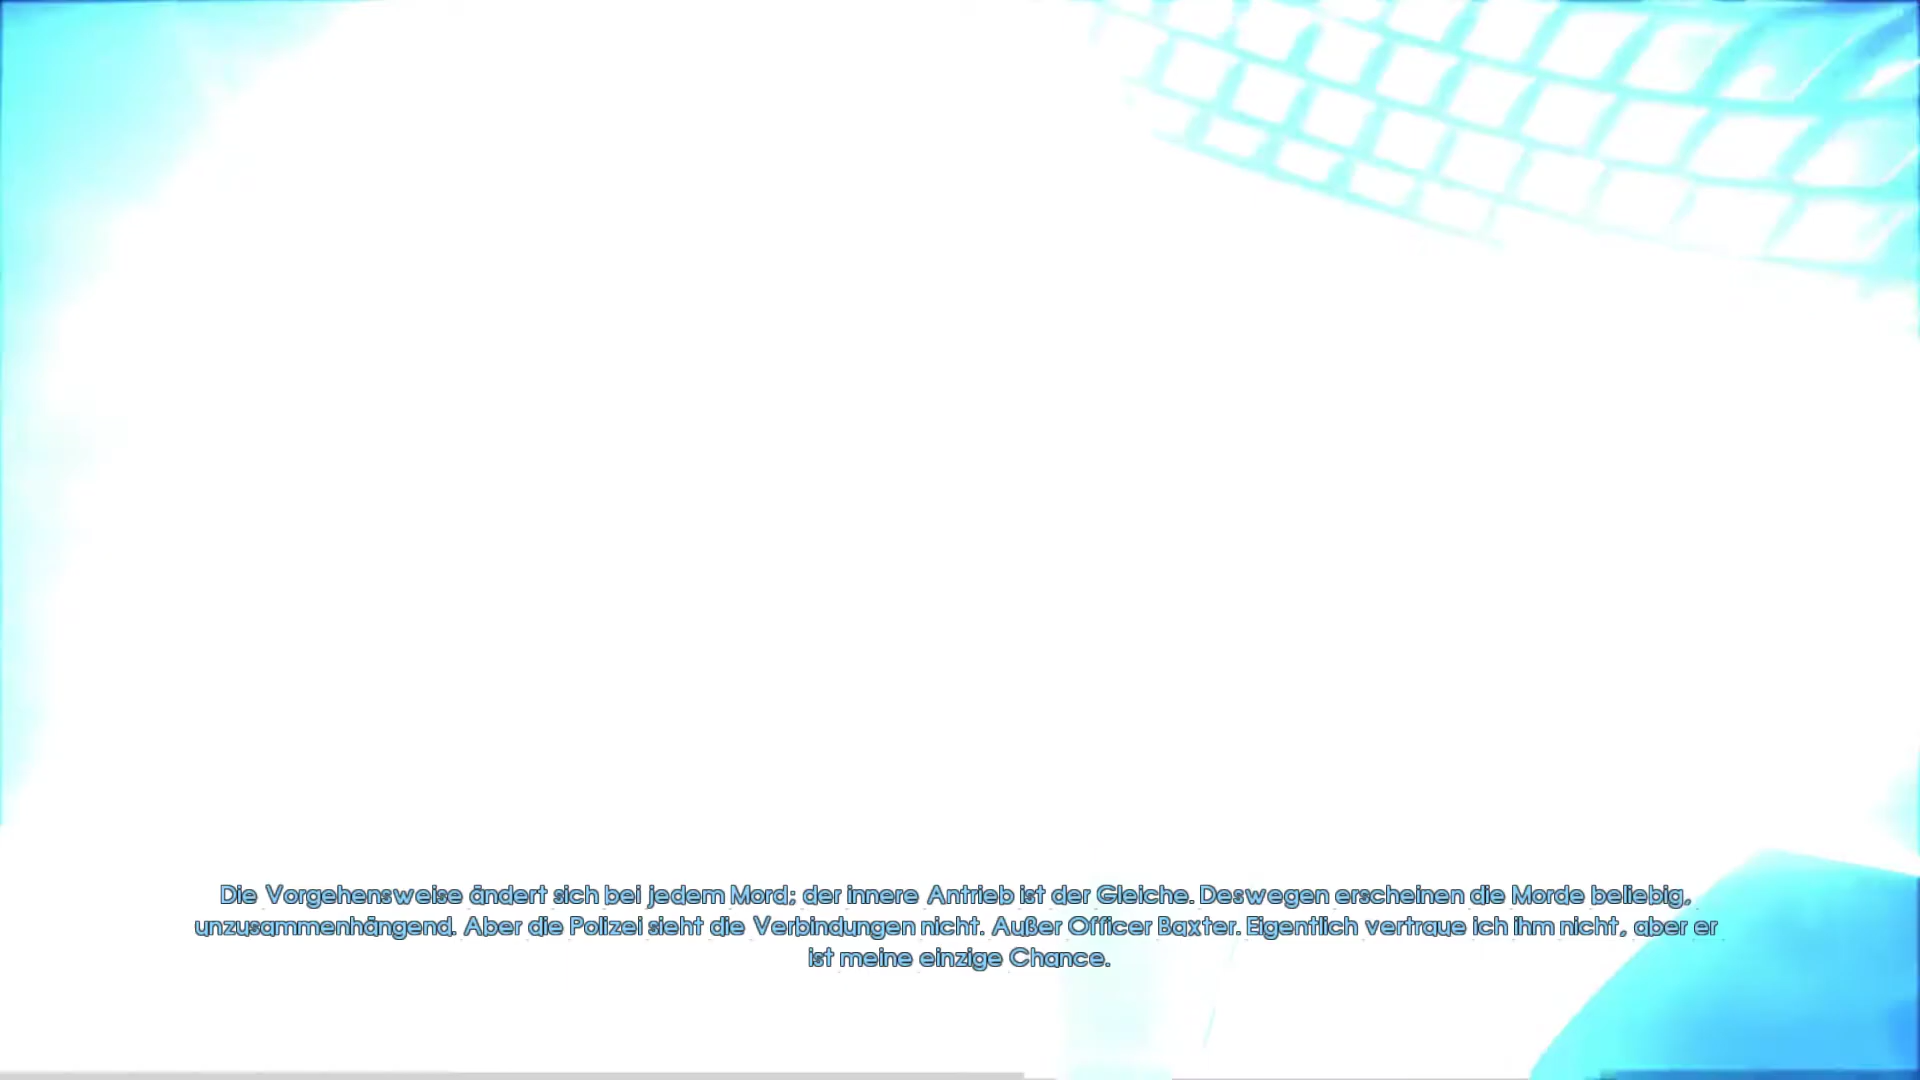 Die Vorgehensweise ändert sich bei jedem Mord; der innere Antrieb ist der Gleiche. Deswegen erscheinen die Morde beliebig,
unzusammenhängend. Aber die Polizei sieht die Verbindungen nicht. Außer Officer Baxter. Eigentlich vertraue ich ihm nicht, aber er
ist meine einzige Chance.